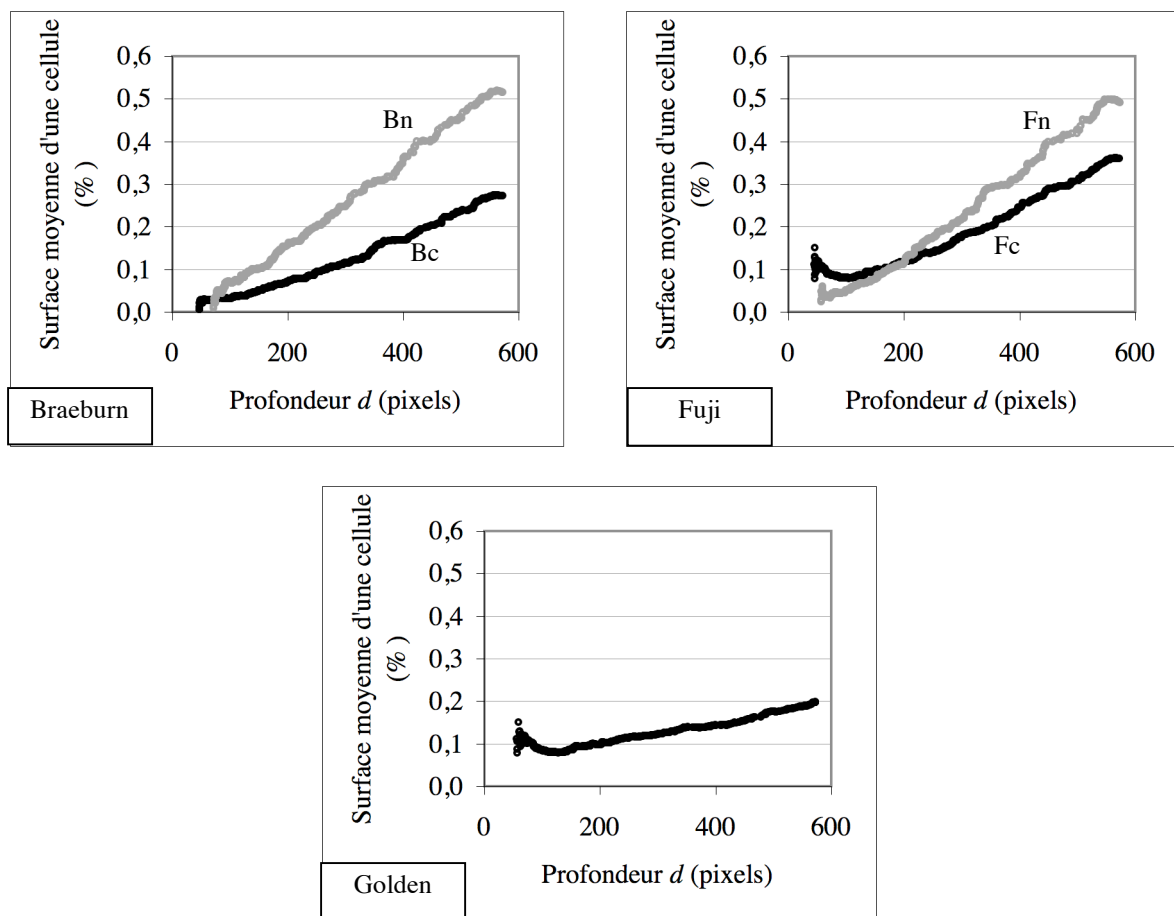 Surface moyenne d'une cellule
(% )
0,6
0,5
0,4
0,3
0,2
0,1
0,0
Bn
Bc
0 200 400 600
Profondeur d (pixels)
Braeburn
Surface moyenne d'une cellule
(% )
0,6
0,5
0,4
0,3
0,2
0,1
0,0
Fn
Fc
0 200 400 600
Profondeur d (pixels)
Fuji
Surface moyenne d'une cellule
(% )
0,6
0,5
0,4
0,3
0,2
0,1
0,0
0 200 400 600
Profondeur d (pixels)
Golden